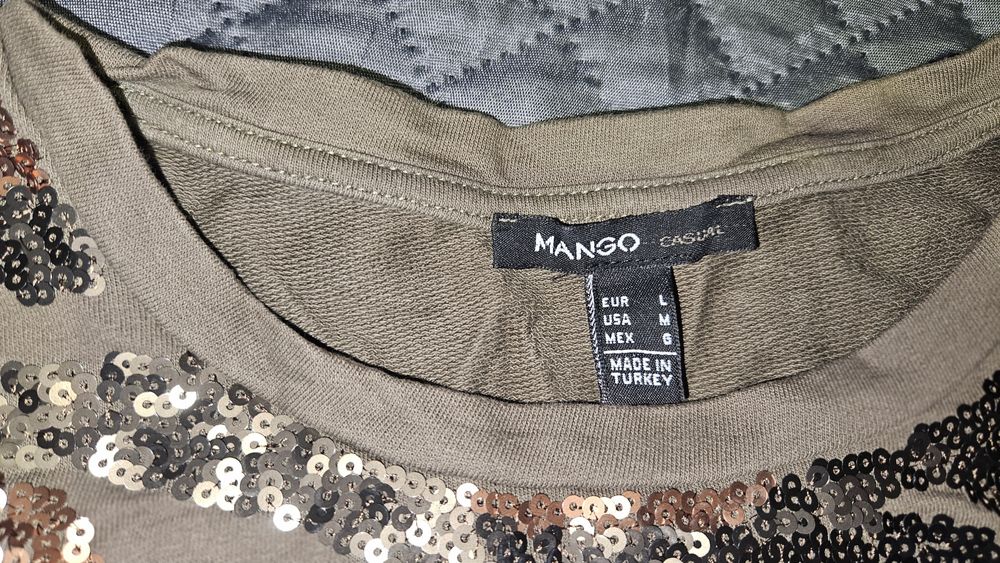 MANGO CASUAL
EUR L
USA M
MEX G
MADE IN
TURKEY